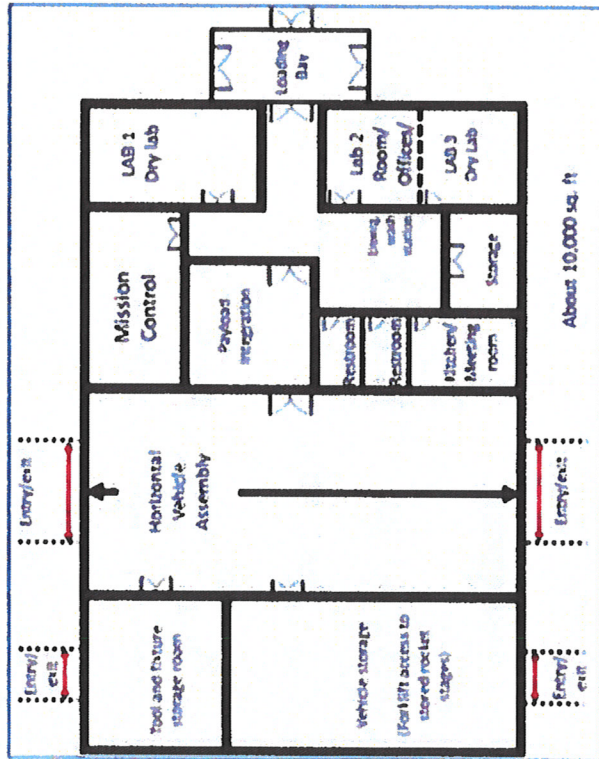 Entry/
exit
Entry/exit
Tool and fixture
storage room
Horizontal
Vehicle
Assembly
Mission
Control
LAB 1
Dry lab
Payload
Integration
Loading
Bay
Vehicle storage
(Fork lift access to
stored rocket
stages)
Restroom
Restroom
Kitchen/
Meeting
room
Storage
Lab 2
Room/
Offices/
LAB 3
Dry Lab
Entry/
exit
Entry/exit
About 10,000 sq. ft